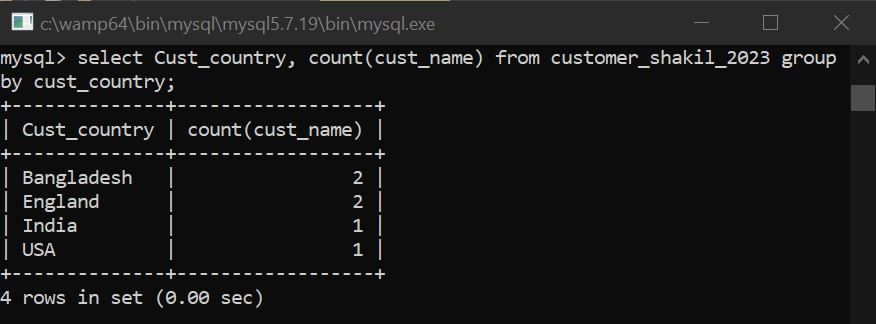 c:\wamp64\bin\mysql\mysql5.7.19\bin\mysql.exe
mysql> select Cust_country, count(cust_name) from customer_shakil_2023 group
by cust_country;
+--------------+------------------+
| Cust_country | count(cust_name) |
+--------------+------------------+
| Bangladesh   |                2 |
| England      |                2 |
| India        |                1 |
| USA          |                1 |
+--------------+------------------+
4 rows in set (0.00 sec)